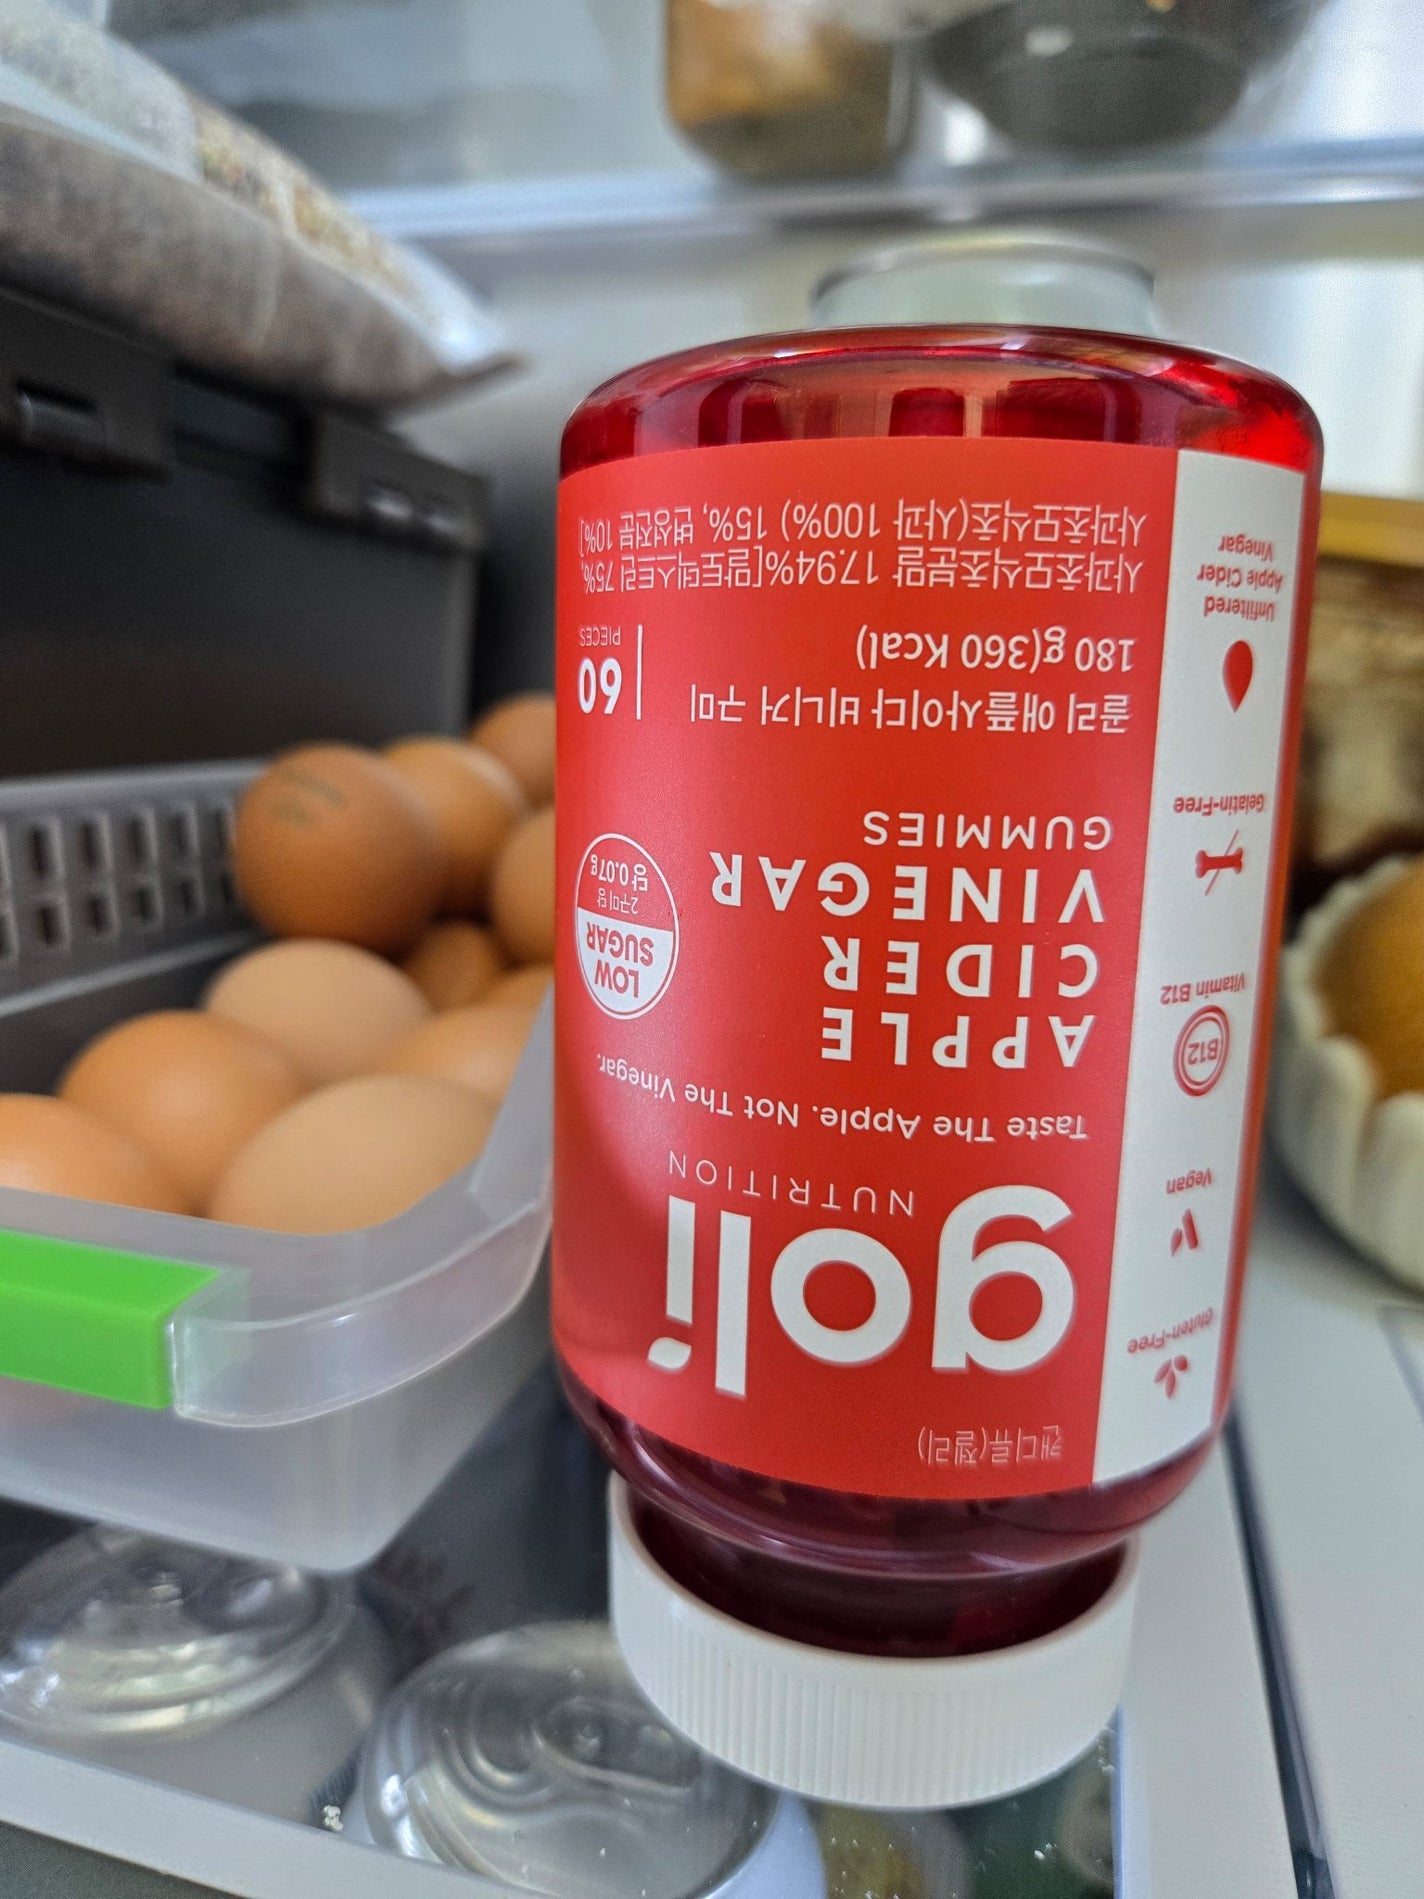 캔디류(젤리)
goli
NUTRITION
Taste The Apple. Not The Vinegar.
APPLE
CIDER
VINEGAR
GUMMIES
LOW
SUGAR
2구미 당
당 0.07g
골리 애플사이다 비니거 구미
180 g(360 Kcal)
60
PIECES
사과초모식초분말 17.94%[말토덱스트린 75%,
사과초모식초(사과 100%) 15%, 변성전분 10%]
Gluten-Free
Vegan
B12
Vitamin B12
Gelatin-Free
Unfiltered
Apple Cider
Vinegar